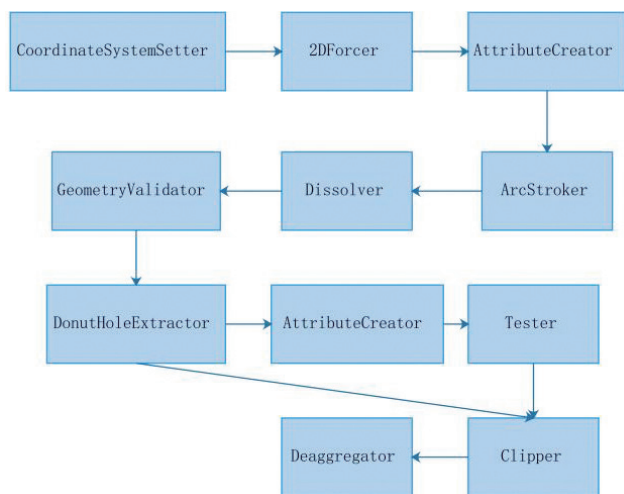 CoordinateSystemSetter
2DForcer
AttributeCreator
GeometryValidator
Dissolver
ArcStroker
DonutHoleExtractor
AttributeCreator
Tester
Deaggregator
Clipper